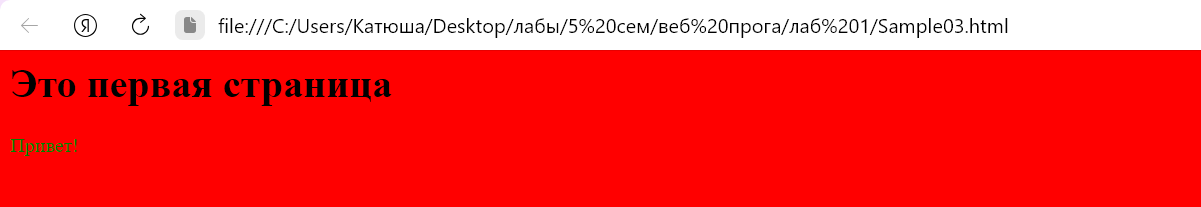 file:///C:/Users/Катюша/Desktop/лабы/5%20сем/веб%20прога/лаб%201/Sample03.html
Это первая страница
Привет!